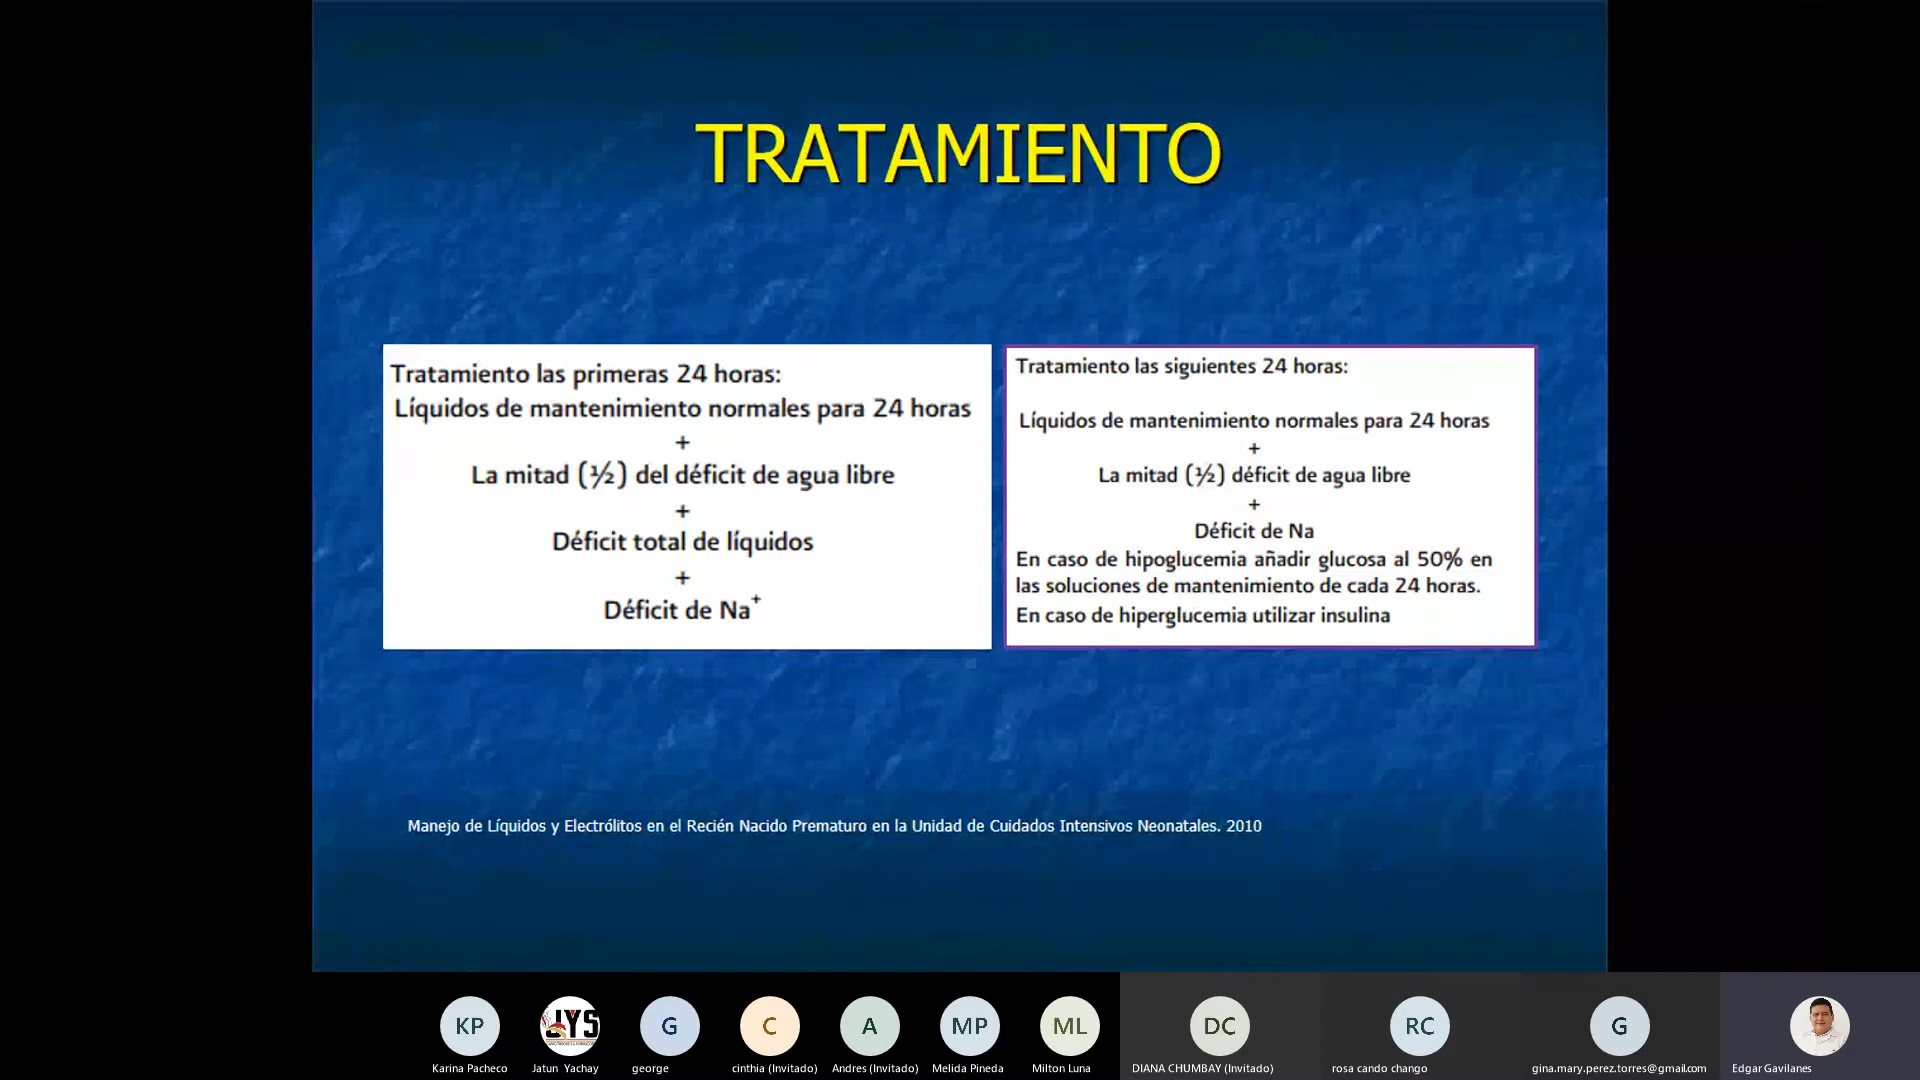 TRATAMIENTO
Tratamiento las primeras 24 horas:
Líquidos de mantenimiento normales para 24 horas
+
La mitad (½) del déficit de agua libre
+
Déficit total de líquidos
+
Déficit de Na⁺
Tratamiento las siguientes 24 horas:
Líquidos de mantenimiento normales para 24 horas
+
La mitad (½) déficit de agua libre
+
Déficit de Na
En caso de hipoglucemia añadir glucosa al 50% en
las soluciones de mantenimiento de cada 24 horas.
En caso de hiperglucemia utilizar insulina
Manejo de Líquidos y Electrólitos en el Recién Nacido Prematuro en la Unidad de Cuidados Intensivos Neonatales. 2010
KP
JYS
G
C
A
MP
ML
DC
RC
G
Karina Pacheco
Jatun Yachay
george
cinthia (Invitado)
Andres (Invitado)
Melida Pineda
Milton Luna
DIANA CHUMBAY (Invitado)
rosa cando chango
gina.mary.perez.torres@gmail.com
Edgar Gavilanes